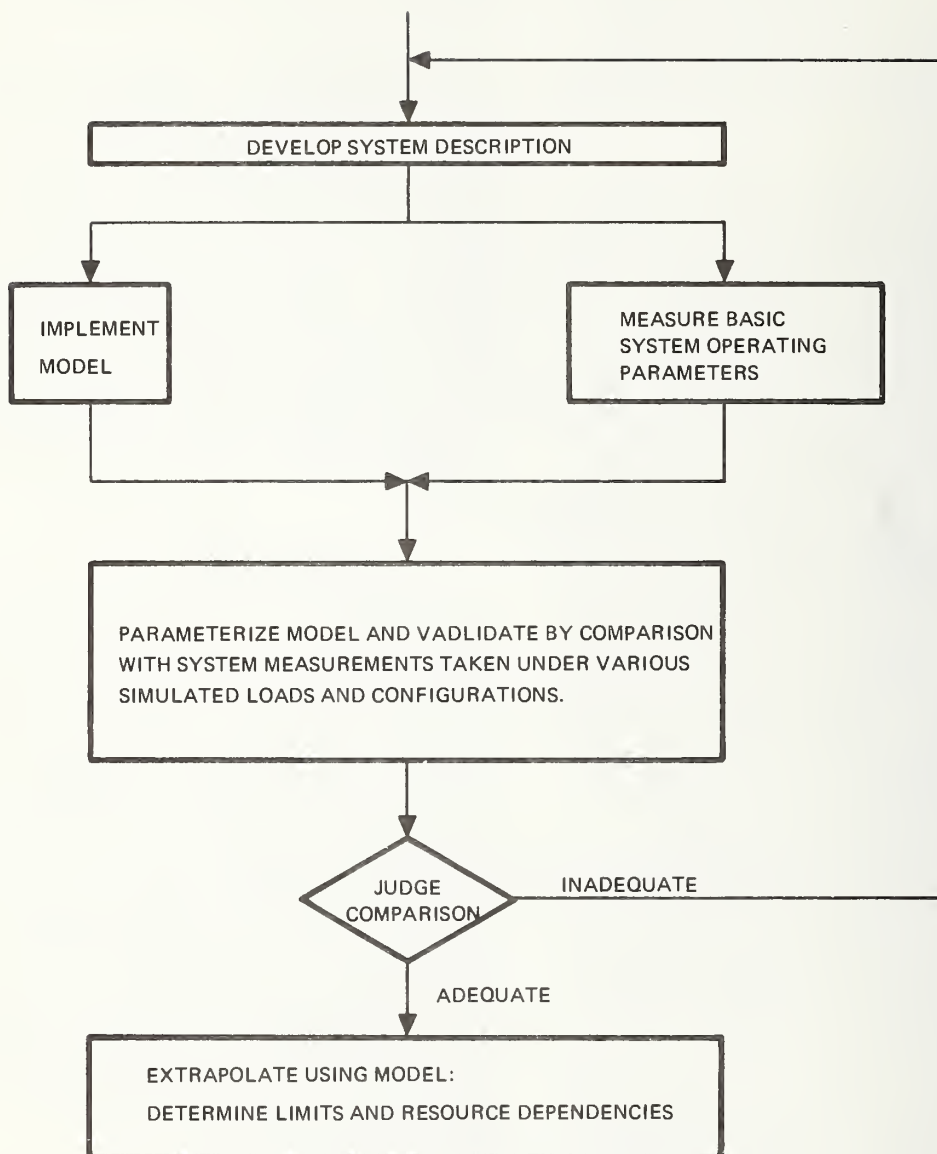 DEVELOP SYSTEM DESCRIPTION
IMPLEMENT
MODEL
MEASURE BASIC
SYSTEM OPERATING
PARAMETERS
PARAMETERIZE MODEL AND VADLIDATE BY COMPARISON
WITH SYSTEM MEASUREMENTS TAKEN UNDER VARIOUS
SIMULATED LOADS AND CONFIGURATIONS.
JUDGE
COMPARISON
INADEQUATE
ADEQUATE
EXTRAPOLATE USING MODEL:
DETERMINE LIMITS AND RESOURCE DEPENDENCIES